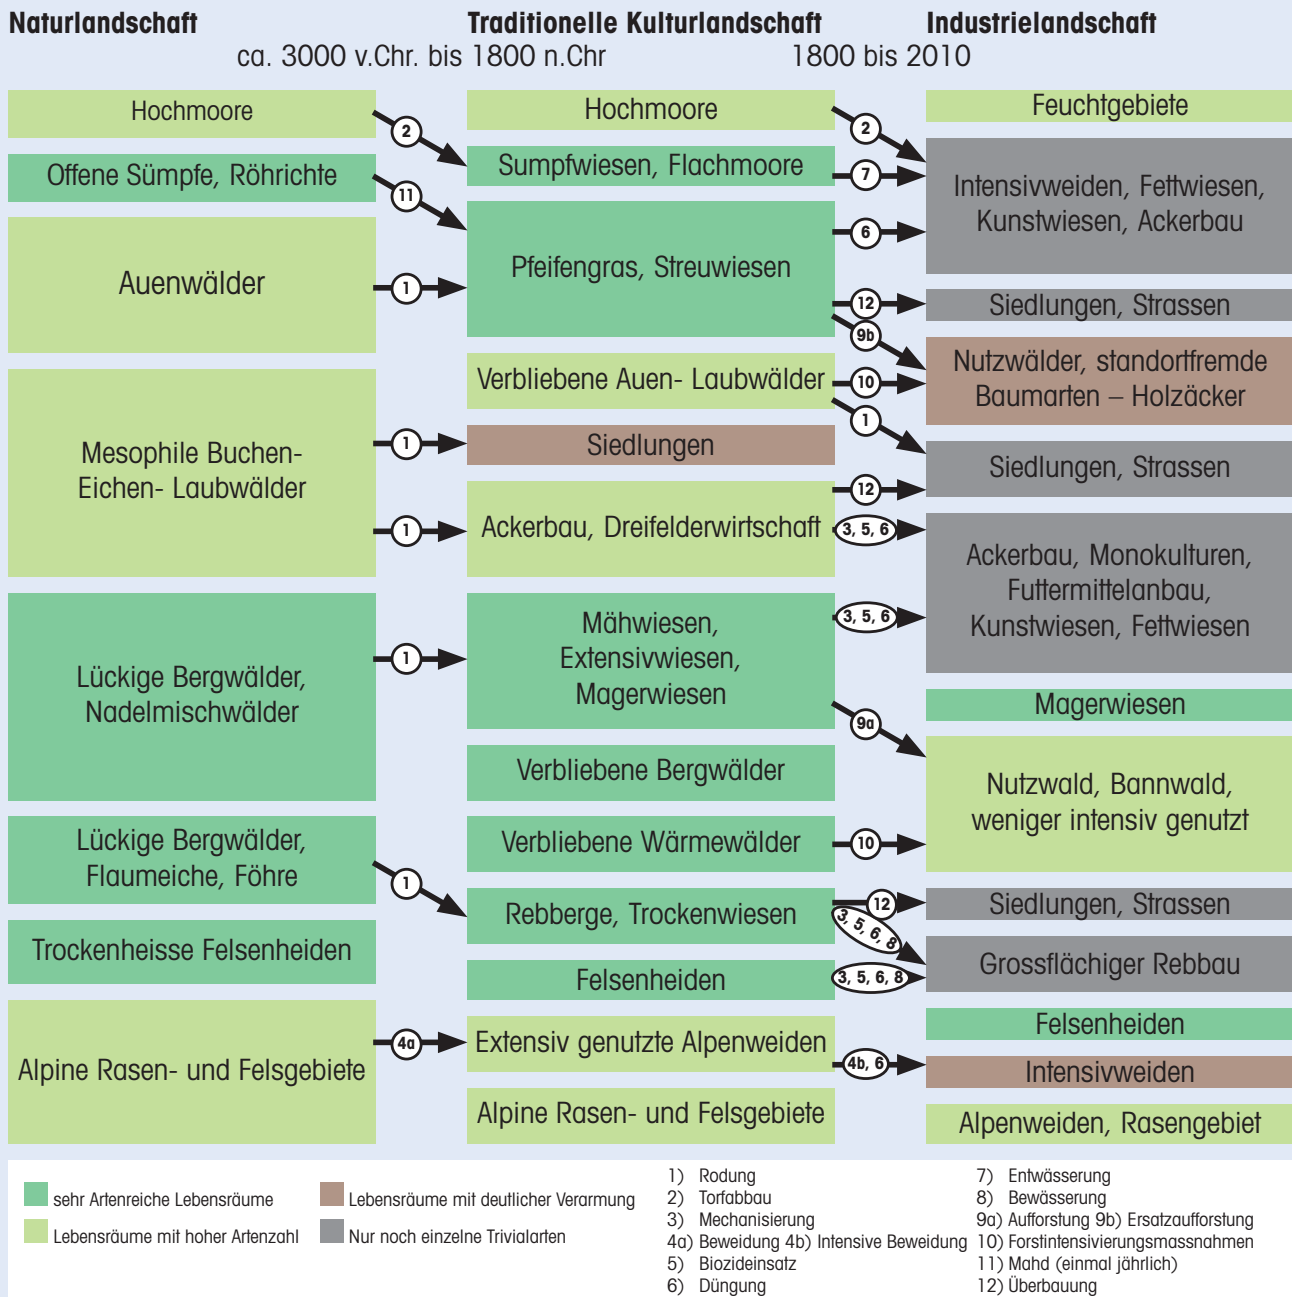 Naturlandschaft
Traditionelle Kulturlandschaft
Industrielandschaft
ca. 3000 v.Chr. bis 1800 n.Chr
1800 bis 2010
Hochmoore
Offene Sümpfe, Röhrichte
Auenwälder
Mesophile Buchen-
Eichen- Laubwälder
Lückige Bergwälder,
Nadelmischwälder
Lückige Bergwälder,
Flaumeiche, Föhre
Trockenheisse Felsenheiden
Alpine Rasen- und Felsgebiete
2
11
1
1
1
1
1
4a
Hochmoore
Sumpfwiesen, Flachmoore
Pfeifengras, Streuwiesen
Verbliebene Auen- Laubwälder
Siedlungen
Ackerbau, Dreifelderwirtschaft
Mähwiesen,
Extensivwiesen,
Magerwiesen
Verbliebene Bergwälder
Verbliebene Wärmewälder
Rebberge, Trockenwiesen
Felsenheiden
Extensiv genutzte Alpenweiden
Alpine Rasen- und Felsgebiete
2
7
6
12
9b
10
1
12
3, 5, 6
3, 5, 6
9a
10
12
3, 5, 6, 8
3, 5, 6, 8
4b, 6
Feuchtgebiete
Intensivweiden, Fettwiesen,
Kunstwiesen, Ackerbau
Siedlungen, Strassen
Nutzwälder, standortfremde
Baumarten – Holzäcker
Siedlungen, Strassen
Ackerbau, Monokulturen,
Futtermittelanbau,
Kunstwiesen, Fettwiesen
Magerwiesen
Nutzwald, Bannwald,
weniger intensiv genutzt
Siedlungen, Strassen
Grossflächiger Rebbau
Felsenheiden
Intensivweiden
Alpenweiden, Rasengebiet
sehr Artenreiche Lebensräume
Lebensräume mit hoher Artenzahl
Lebensräume mit deutlicher Verarmung
Nur noch einzelne Trivialarten
1) Rodung
2) Torfabbau
3) Mechanisierung
4a) Beweidung 4b) Intensive Beweidung
5) Biozideinsatz
6) Düngung
7) Entwässerung
8) Bewässerung
9a) Aufforstung 9b) Ersatzaufforstung
10) Forstintensivierungsmassnahmen
11) Mahd (einmal jährlich)
12) Überbauung